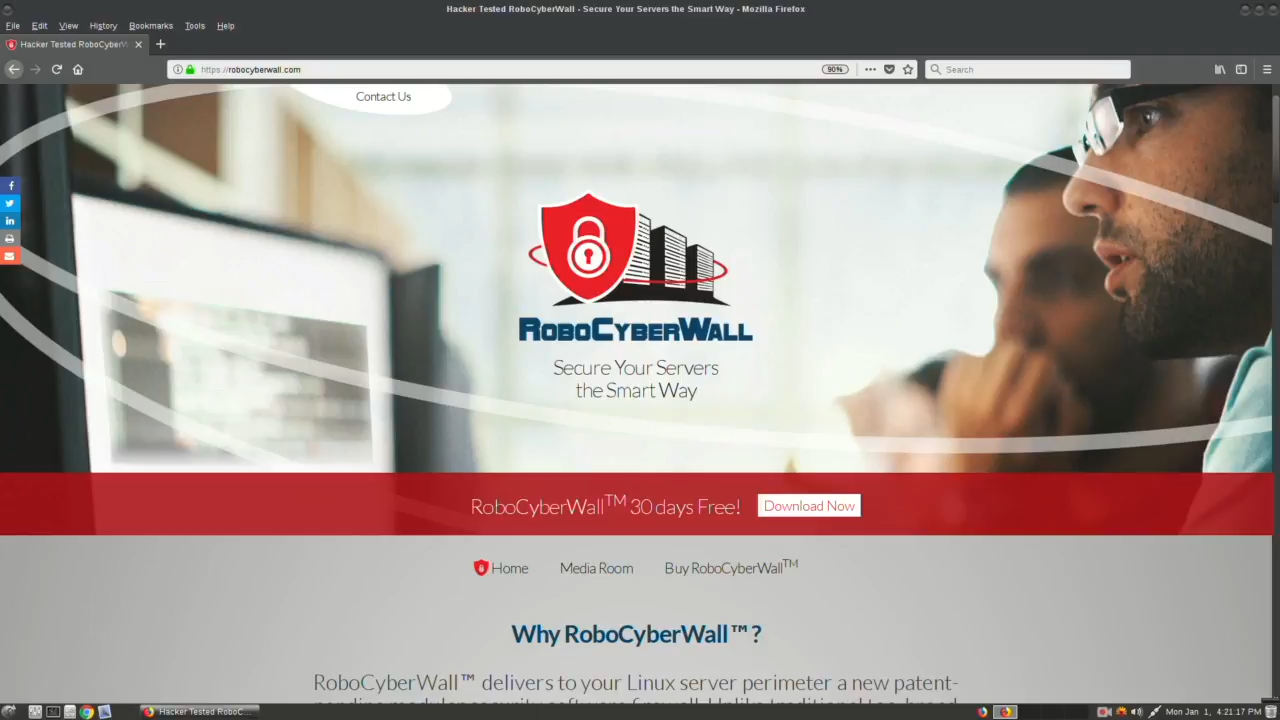 Hacker Tested RoboCyberWall - Secure Your Servers the Smart Way - Mozilla Firefox
File Edit View History Bookmarks Tools Help
Hacker Tested RoboCyberW
https://robocyberwall.com
90%
Search
Contact Us
ROBOCYBERWALL
Secure Your Servers
the Smart Way
RoboCyberWall™ 30 days Free!
Download Now
Home
Media Room
Buy RoboCyberWall™
Why RoboCyberWall™ ?
RoboCyberWall™ delivers to your Linux server perimeter a new patent-
Hacker Tested RoboC...
Mon Jan 1, 4:21:17 PM